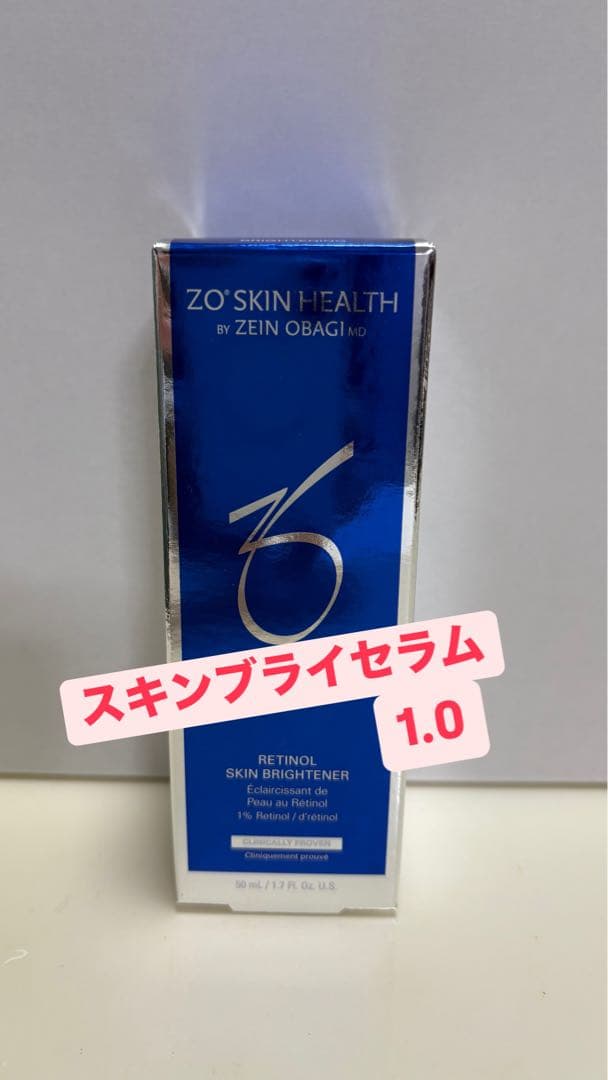 ZO® SKIN HEALTH
BY ZEIN OBAGI MD
スキンブライセラム
1.0
RETINOL
SKIN BRIGHTENER
Éclaircissant de
Peau au Rétinol
1% Retinol / d'rétinol
CLINICALLY PROVEN
Cliniquement prouvé
50 mL / 1.7 Fl. Oz. U.S.